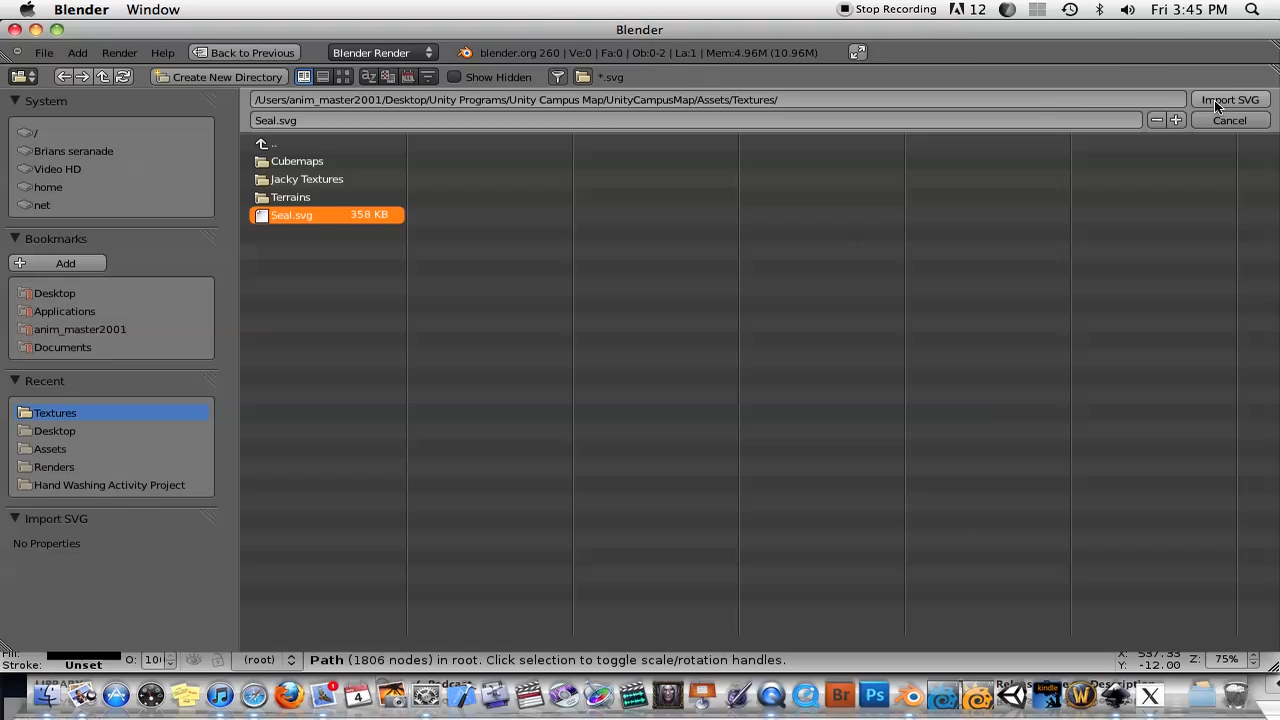 Blender Window Stop Recording 12 Fri 3:45 PM
Blender
File Add Render Help Back to Previous Blender Render blender.org 260 | Ve:0 | Fa:0 | Ob:0-2 | La:1 | Mem:4.96M (10.96M)
Create New Directory Show Hidden *.svg
System
/
Brians seranade
Video HD
home
net
Bookmarks
Add
Desktop
Applications
anim_master2001
Documents
Recent
Textures
Desktop
Assets
Renders
Hand Washing Activity Project
Import SVG
No Properties
/Users/anim_master2001/Desktop/Unity Programs/Unity Campus Map/UnityCampusMap/Assets/Textures/ Import SVG
Seal.svg Cancel
..
Cubemaps
Jacky Textures
Terrains
Seal.svg 358 KB
Fill:
Stroke: Unset O: 10 (root) Path (1806 nodes) in root. Click selection to toggle scale/rotation handles. X: 537.33 Z: 75%
Y: -12.00